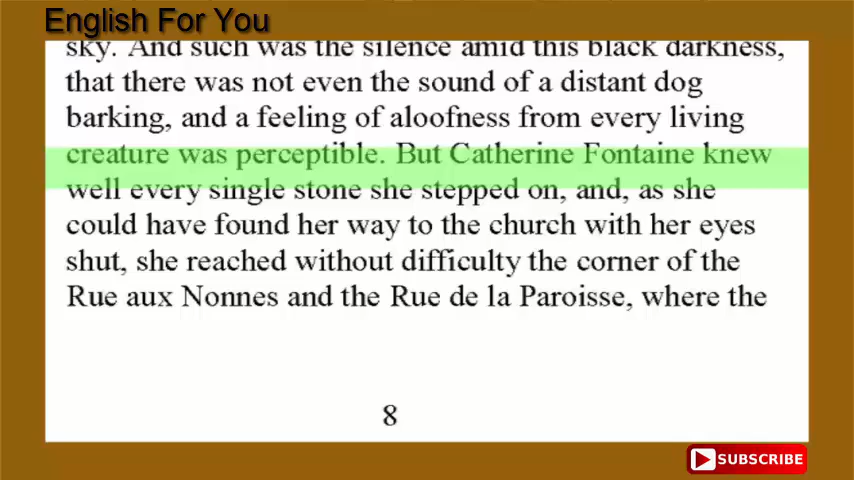 English For You
sky. And such was the silence amid this black darkness,
that there was not even the sound of a distant dog
barking, and a feeling of aloofness from every living
creature was perceptible. But Catherine Fontaine knew
well every single stone she stepped on, and, as she
could have found her way to the church with her eyes
shut, she reached without difficulty the corner of the
Rue aux Nonnes and the Rue de la Paroisse, where the
8
SUBSCRIBE